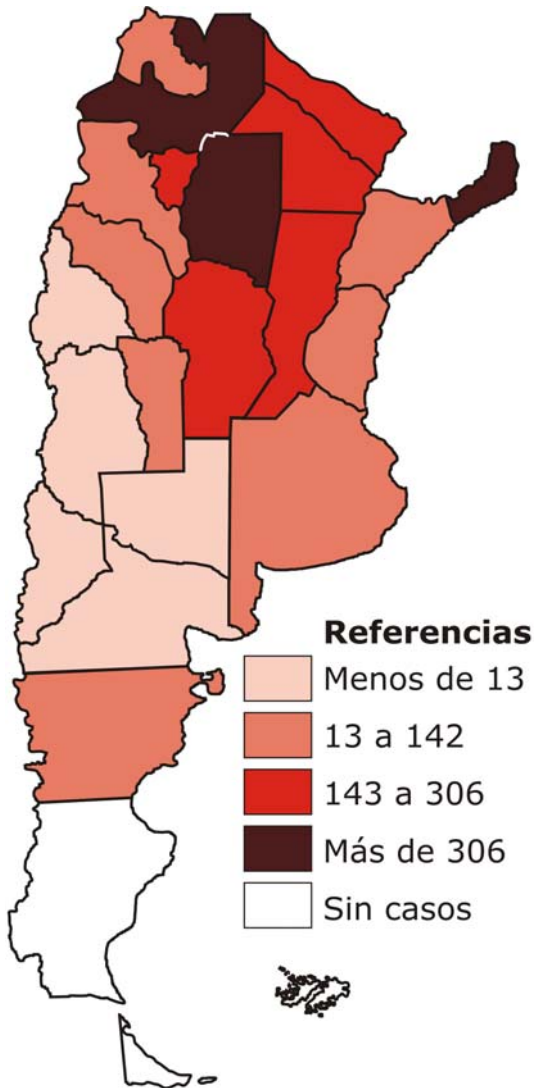 Referencias
Menos de 13
13 a 142
143 a 306
Más de 306
Sin casos